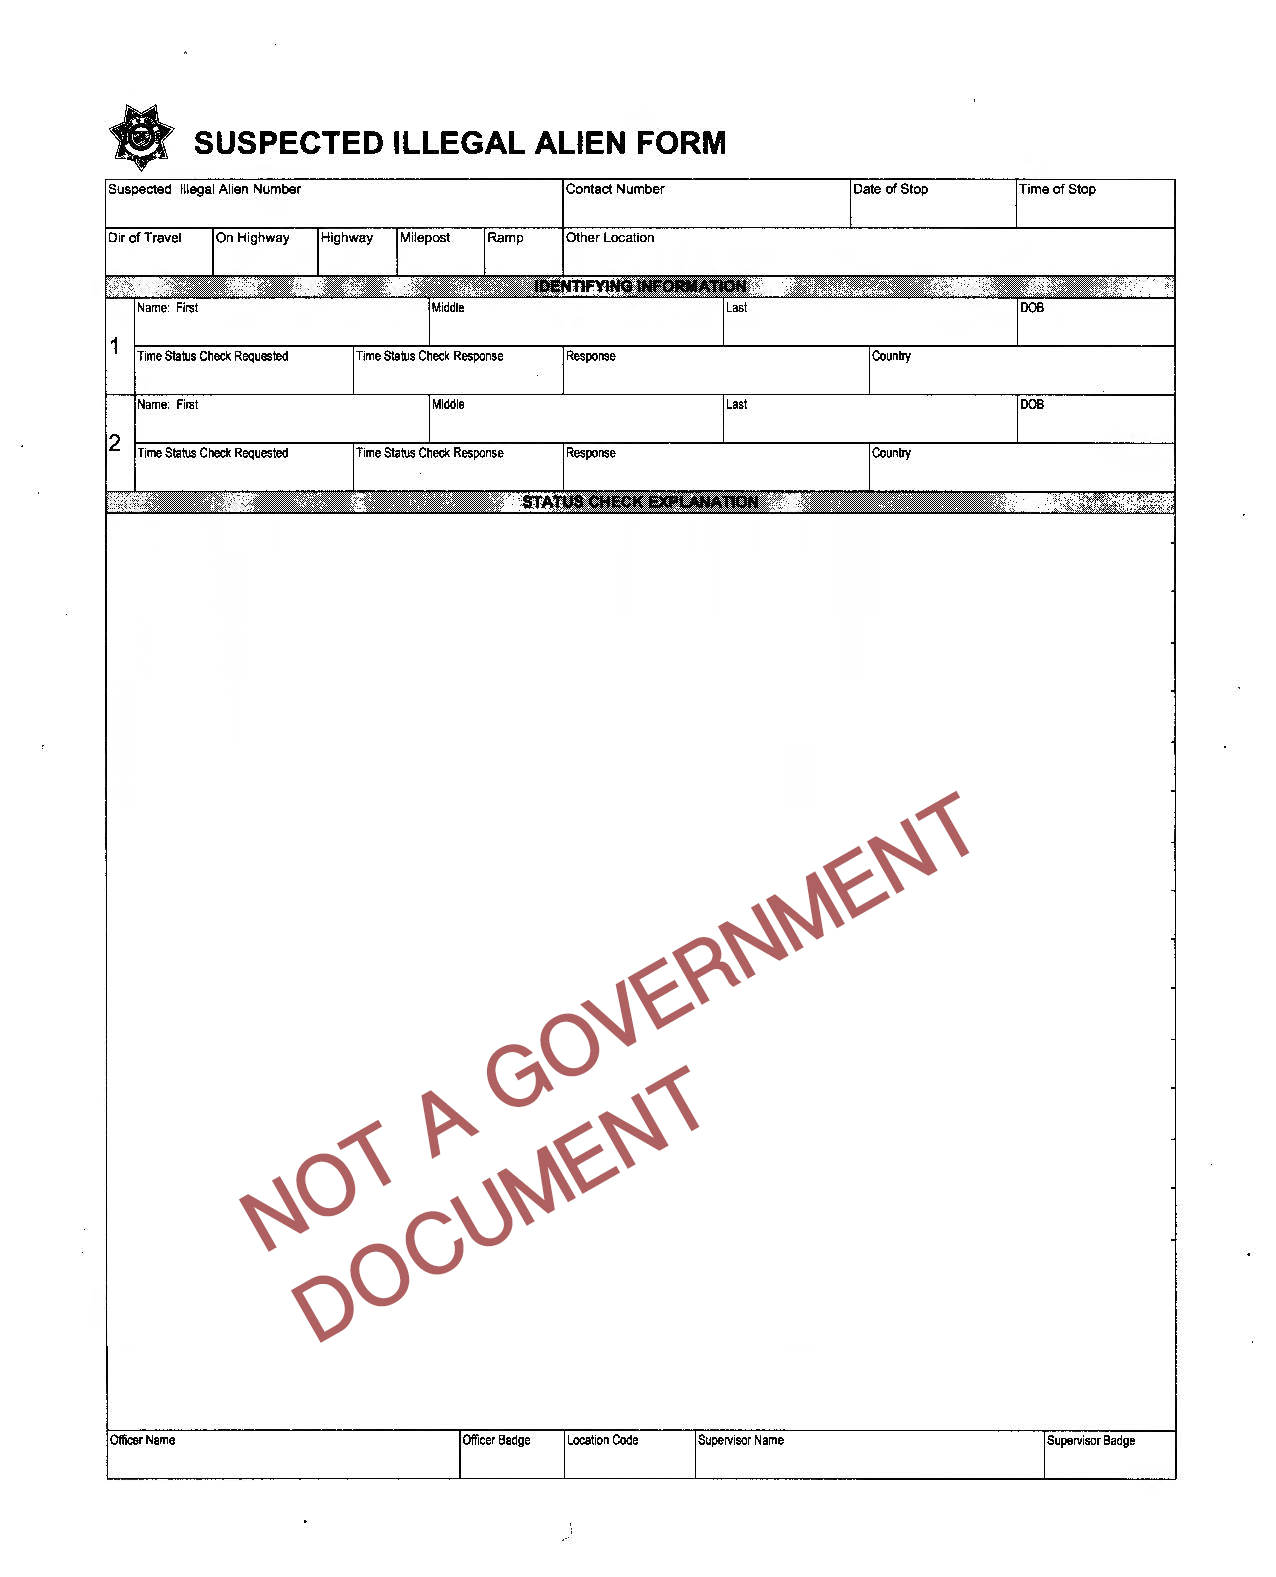 SUSPECTED ILLEGAL ALIEN FORM
Suspected Illegal Alien Number Contact Number Date of Stop Time of Stop
Dir of Travel On Highway Highway Milepost Ramp Other Location
IDENTIFYING INFORMATION
1
Name: First Middle Last DOB
Time Status Check Requested Time Status Check Response Response Country
2
Name: First Middle Last DOB
Time Status Check Requested Time Status Check Response Response Country
STATUS CHECK EXPLANATION
NOT A GOVERNMENT
DOCUMENT
Officer Name Officer Badge Location Code Supervisor Name Supervisor Badge